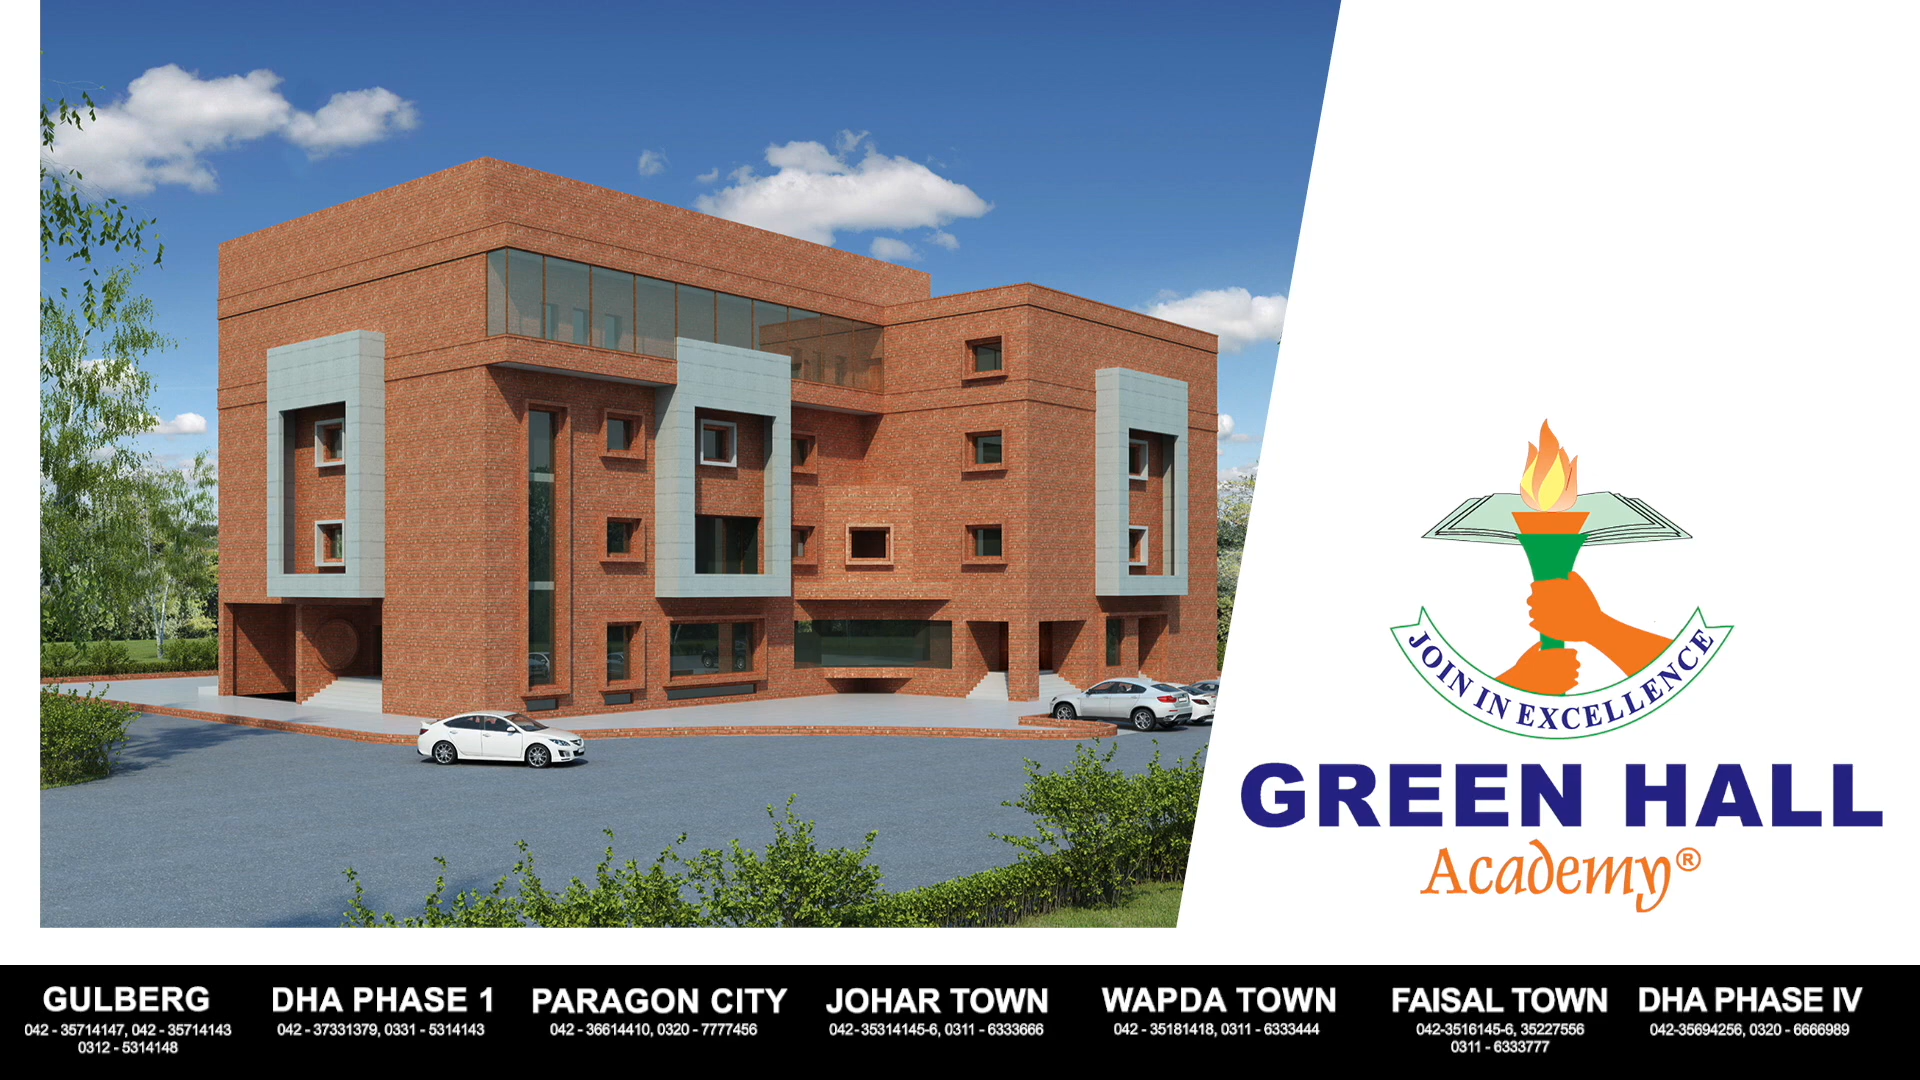 JOIN IN EXCELLENCE
GREEN HALL
Academy®
GULBERG
042 - 35714147, 042 - 35714143
0312 - 5314148
DHA PHASE 1
042 - 37331379, 0331 - 5314143
PARAGON CITY
042 - 36614410, 0320 - 7777456
JOHAR TOWN
042-35314145-6, 0311 - 6333666
WAPDA TOWN
042 - 35181418, 0311 - 6333444
FAISAL TOWN
042-3516145-6, 35227556
0311 - 6333777
DHA PHASE IV
042-35694256, 0320 - 6666989